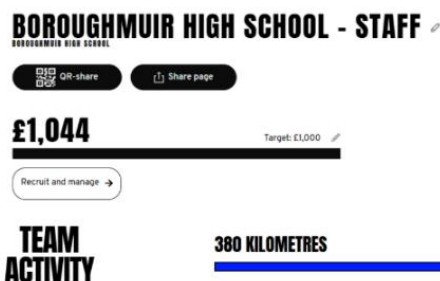 BOROUGHMUIR HIGH SCHOOL - STAFF
BOROUGHMUIR HIGH SCHOOL
QR-share
Share page
£1,044
Target: £1,000
Recruit and manage →
TEAM
ACTIVITY
380 KILOMETRES